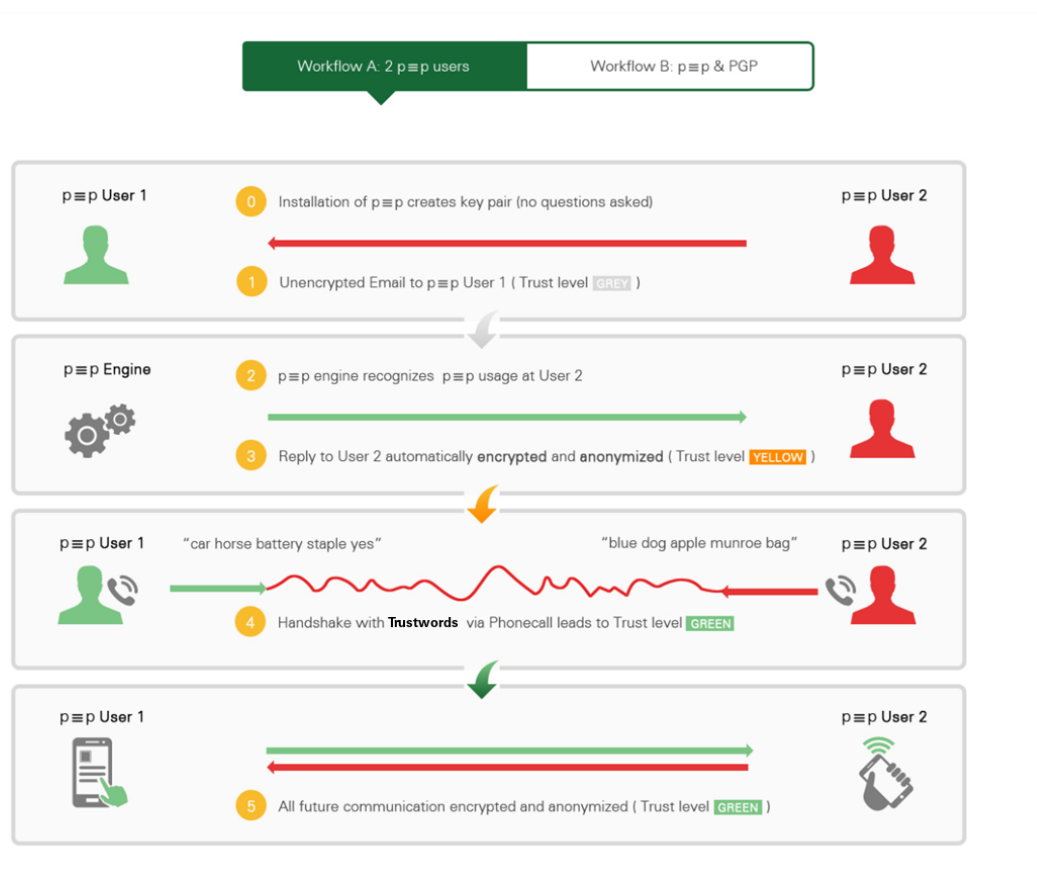 Workflow A: 2 p≡p users
Workflow B: p≡p & PGP
p≡p User 1
0 Installation of p≡p creates key pair (no questions asked)
p≡p User 2
1 Unencrypted Email to p≡p User 1 ( Trust level GREY )
p≡p Engine
2 p≡p engine recognizes p≡p usage at User 2
p≡p User 2
3 Reply to User 2 automatically encrypted and anonymized ( Trust level YELLOW )
p≡p User 1
“car horse battery staple yes”
“blue dog apple munroe bag”
p≡p User 2
4 Handshake with Trustwords via Phonecall leads to Trust level GREEN
p≡p User 1
p≡p User 2
5 All future communication encrypted and anonymized ( Trust level GREEN )